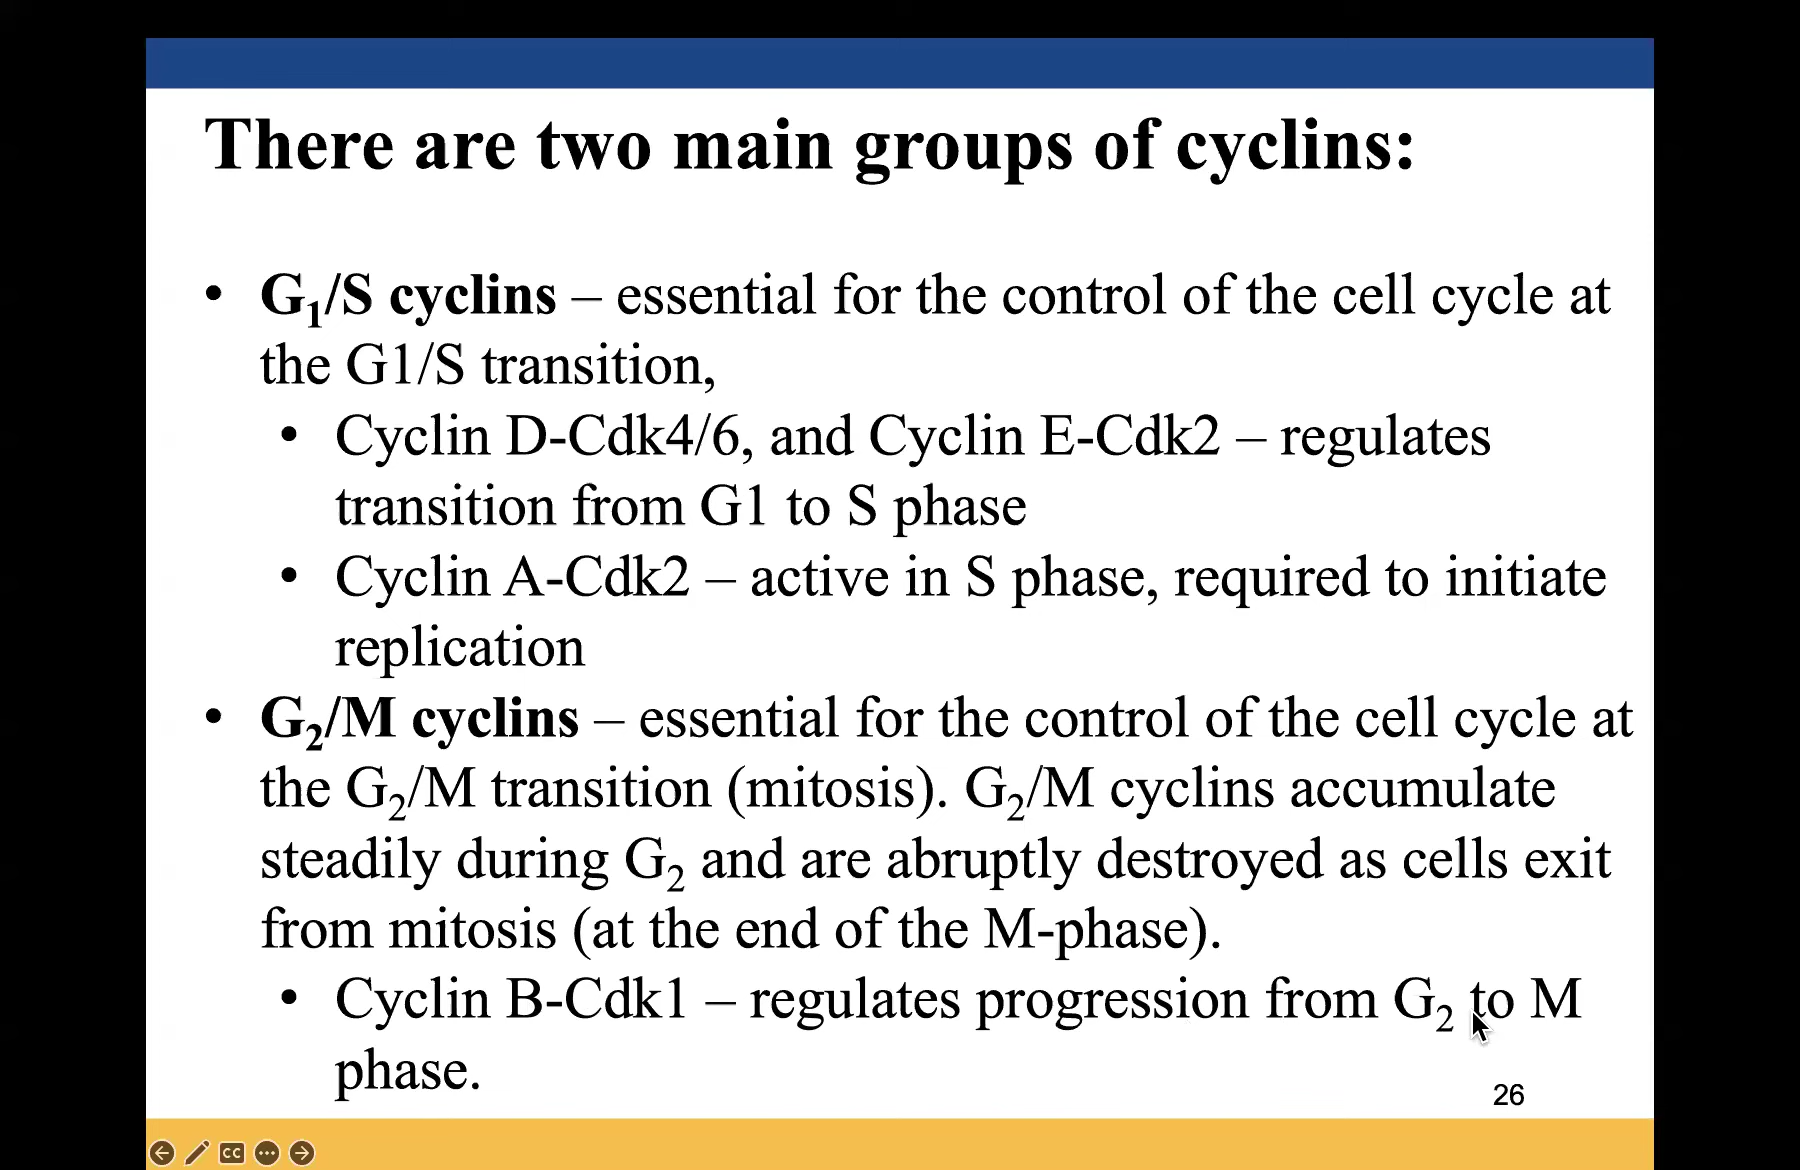 There are two main groups of cyclins:
• G₁/S cyclins – essential for the control of the cell cycle at
the G1/S transition,
• Cyclin D-Cdk4/6, and Cyclin E-Cdk2 – regulates
transition from G1 to S phase
• Cyclin A-Cdk2 – active in S phase, required to initiate
replication
• G₂/M cyclins – essential for the control of the cell cycle at
the G₂/M transition (mitosis). G₂/M cyclins accumulate
steadily during G₂ and are abruptly destroyed as cells exit
from mitosis (at the end of the M-phase).
• Cyclin B-Cdk1 – regulates progression from G₂ to M
phase.
26
CC